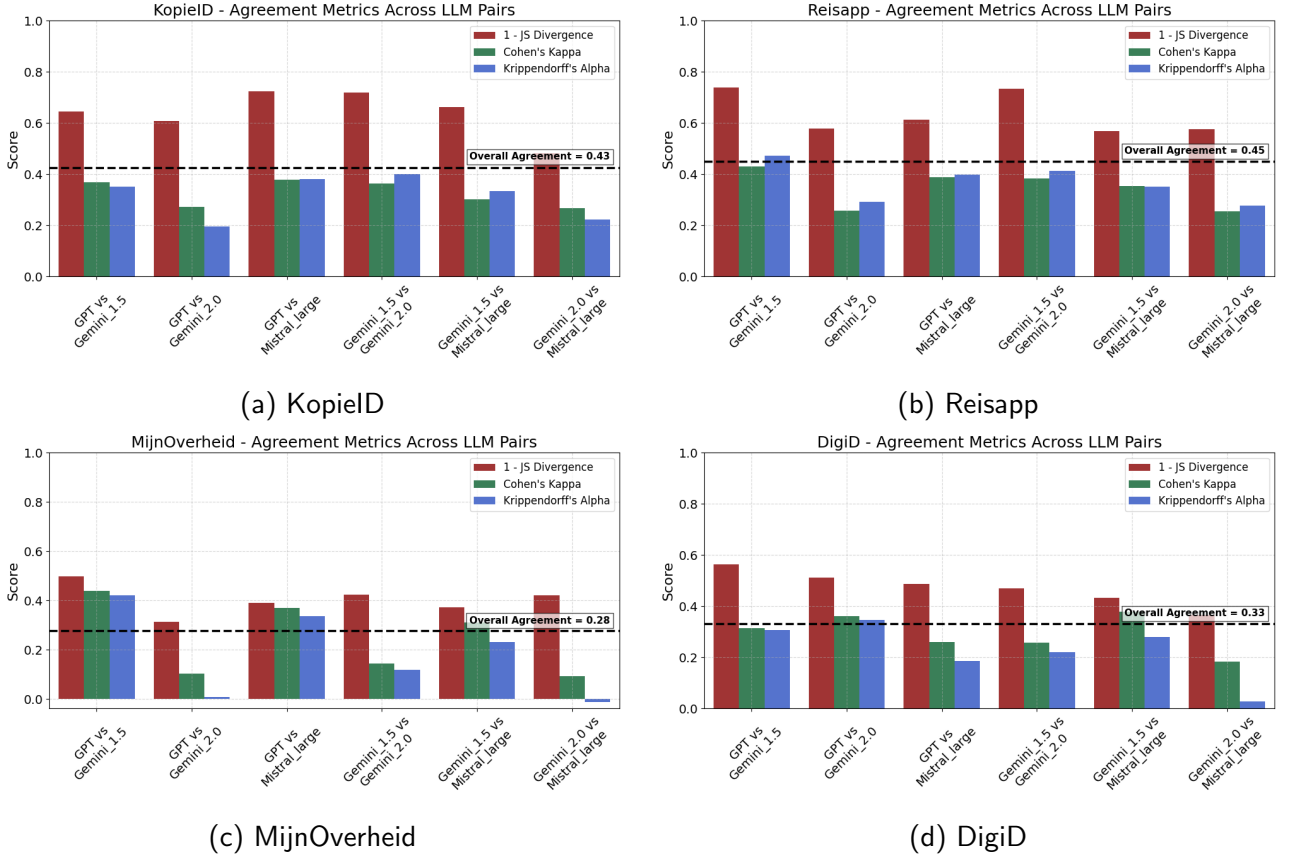 KopieID - Agreement Metrics Across LLM Pairs
1.0
0.8
0.6
0.4
0.2
0.0
Score
1 - JS Divergence
Cohen's Kappa
Krippendorff's Alpha
Overall Agreement = 0.43
GPT vs
Gemini_1.5
GPT vs
Gemini_2.0
GPT vs
Mistral_large
Gemini_1.5 vs
Gemini_2.0
Gemini_1.5 vs
Mistral_large
Gemini_2.0 vs
Mistral_large
(a) KopieID
Reisapp - Agreement Metrics Across LLM Pairs
1.0
0.8
0.6
0.4
0.2
0.0
Score
1 - JS Divergence
Cohen's Kappa
Krippendorff's Alpha
Overall Agreement = 0.45
GPT vs
Gemini_1.5
GPT vs
Gemini_2.0
GPT vs
Mistral_large
Gemini_1.5 vs
Gemini_2.0
Gemini_1.5 vs
Mistral_large
Gemini_2.0 vs
Mistral_large
(b) Reisapp
MijnOverheid - Agreement Metrics Across LLM Pairs
1.0
0.8
0.6
0.4
0.2
0.0
Score
1 - JS Divergence
Cohen's Kappa
Krippendorff's Alpha
Overall Agreement = 0.28
GPT vs
Gemini_1.5
GPT vs
Gemini_2.0
GPT vs
Mistral_large
Gemini_1.5 vs
Gemini_2.0
Gemini_1.5 vs
Mistral_large
Gemini_2.0 vs
Mistral_large
(c) MijnOverheid
DigiD - Agreement Metrics Across LLM Pairs
1.0
0.8
0.6
0.4
0.2
0.0
Score
1 - JS Divergence
Cohen's Kappa
Krippendorff's Alpha
Overall Agreement = 0.33
GPT vs
Gemini_1.5
GPT vs
Gemini_2.0
GPT vs
Mistral_large
Gemini_1.5 vs
Gemini_2.0
Gemini_1.5 vs
Mistral_large
Gemini_2.0 vs
Mistral_large
(d) DigiD